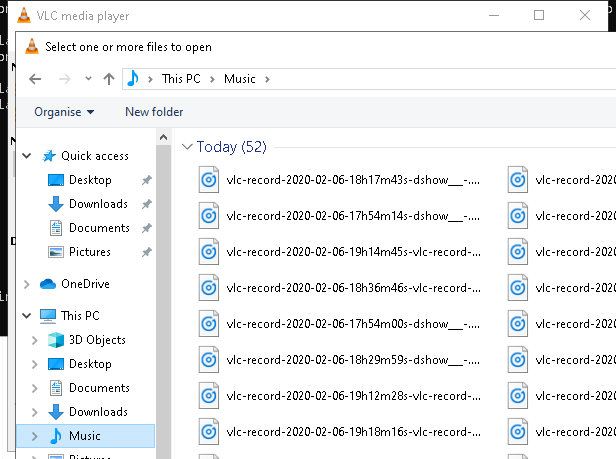 VLC media player
Select one or more files to open
This PC
Music
Organise
New folder
Quick access
Desktop
Downloads
Documents
Pictures
OneDrive
This PC
3D Objects
Desktop
Documents
Downloads
Music
Today (52)
vlc-record-2020-02-06-18h17m43s-dshow___-....
vlc-record-2020
vlc-record-2020-02-06-17h54m14s-dshow___-....
vlc-record-2020
vlc-record-2020-02-06-19h14m45s-vlc-record-...
vlc-record-2020
vlc-record-2020-02-06-18h36m46s-vlc-record-...
vlc-record-2020
vlc-record-2020-02-06-17h54m00s-dshow___-....
vlc-record-2020
vlc-record-2020-02-06-18h29m59s-dshow___-....
vlc-record-2020
vlc-record-2020-02-06-19h12m28s-vlc-record-...
vlc-record-2020
vlc-record-2020-02-06-19h18m16s-vlc-record-...
vlc-record-2020